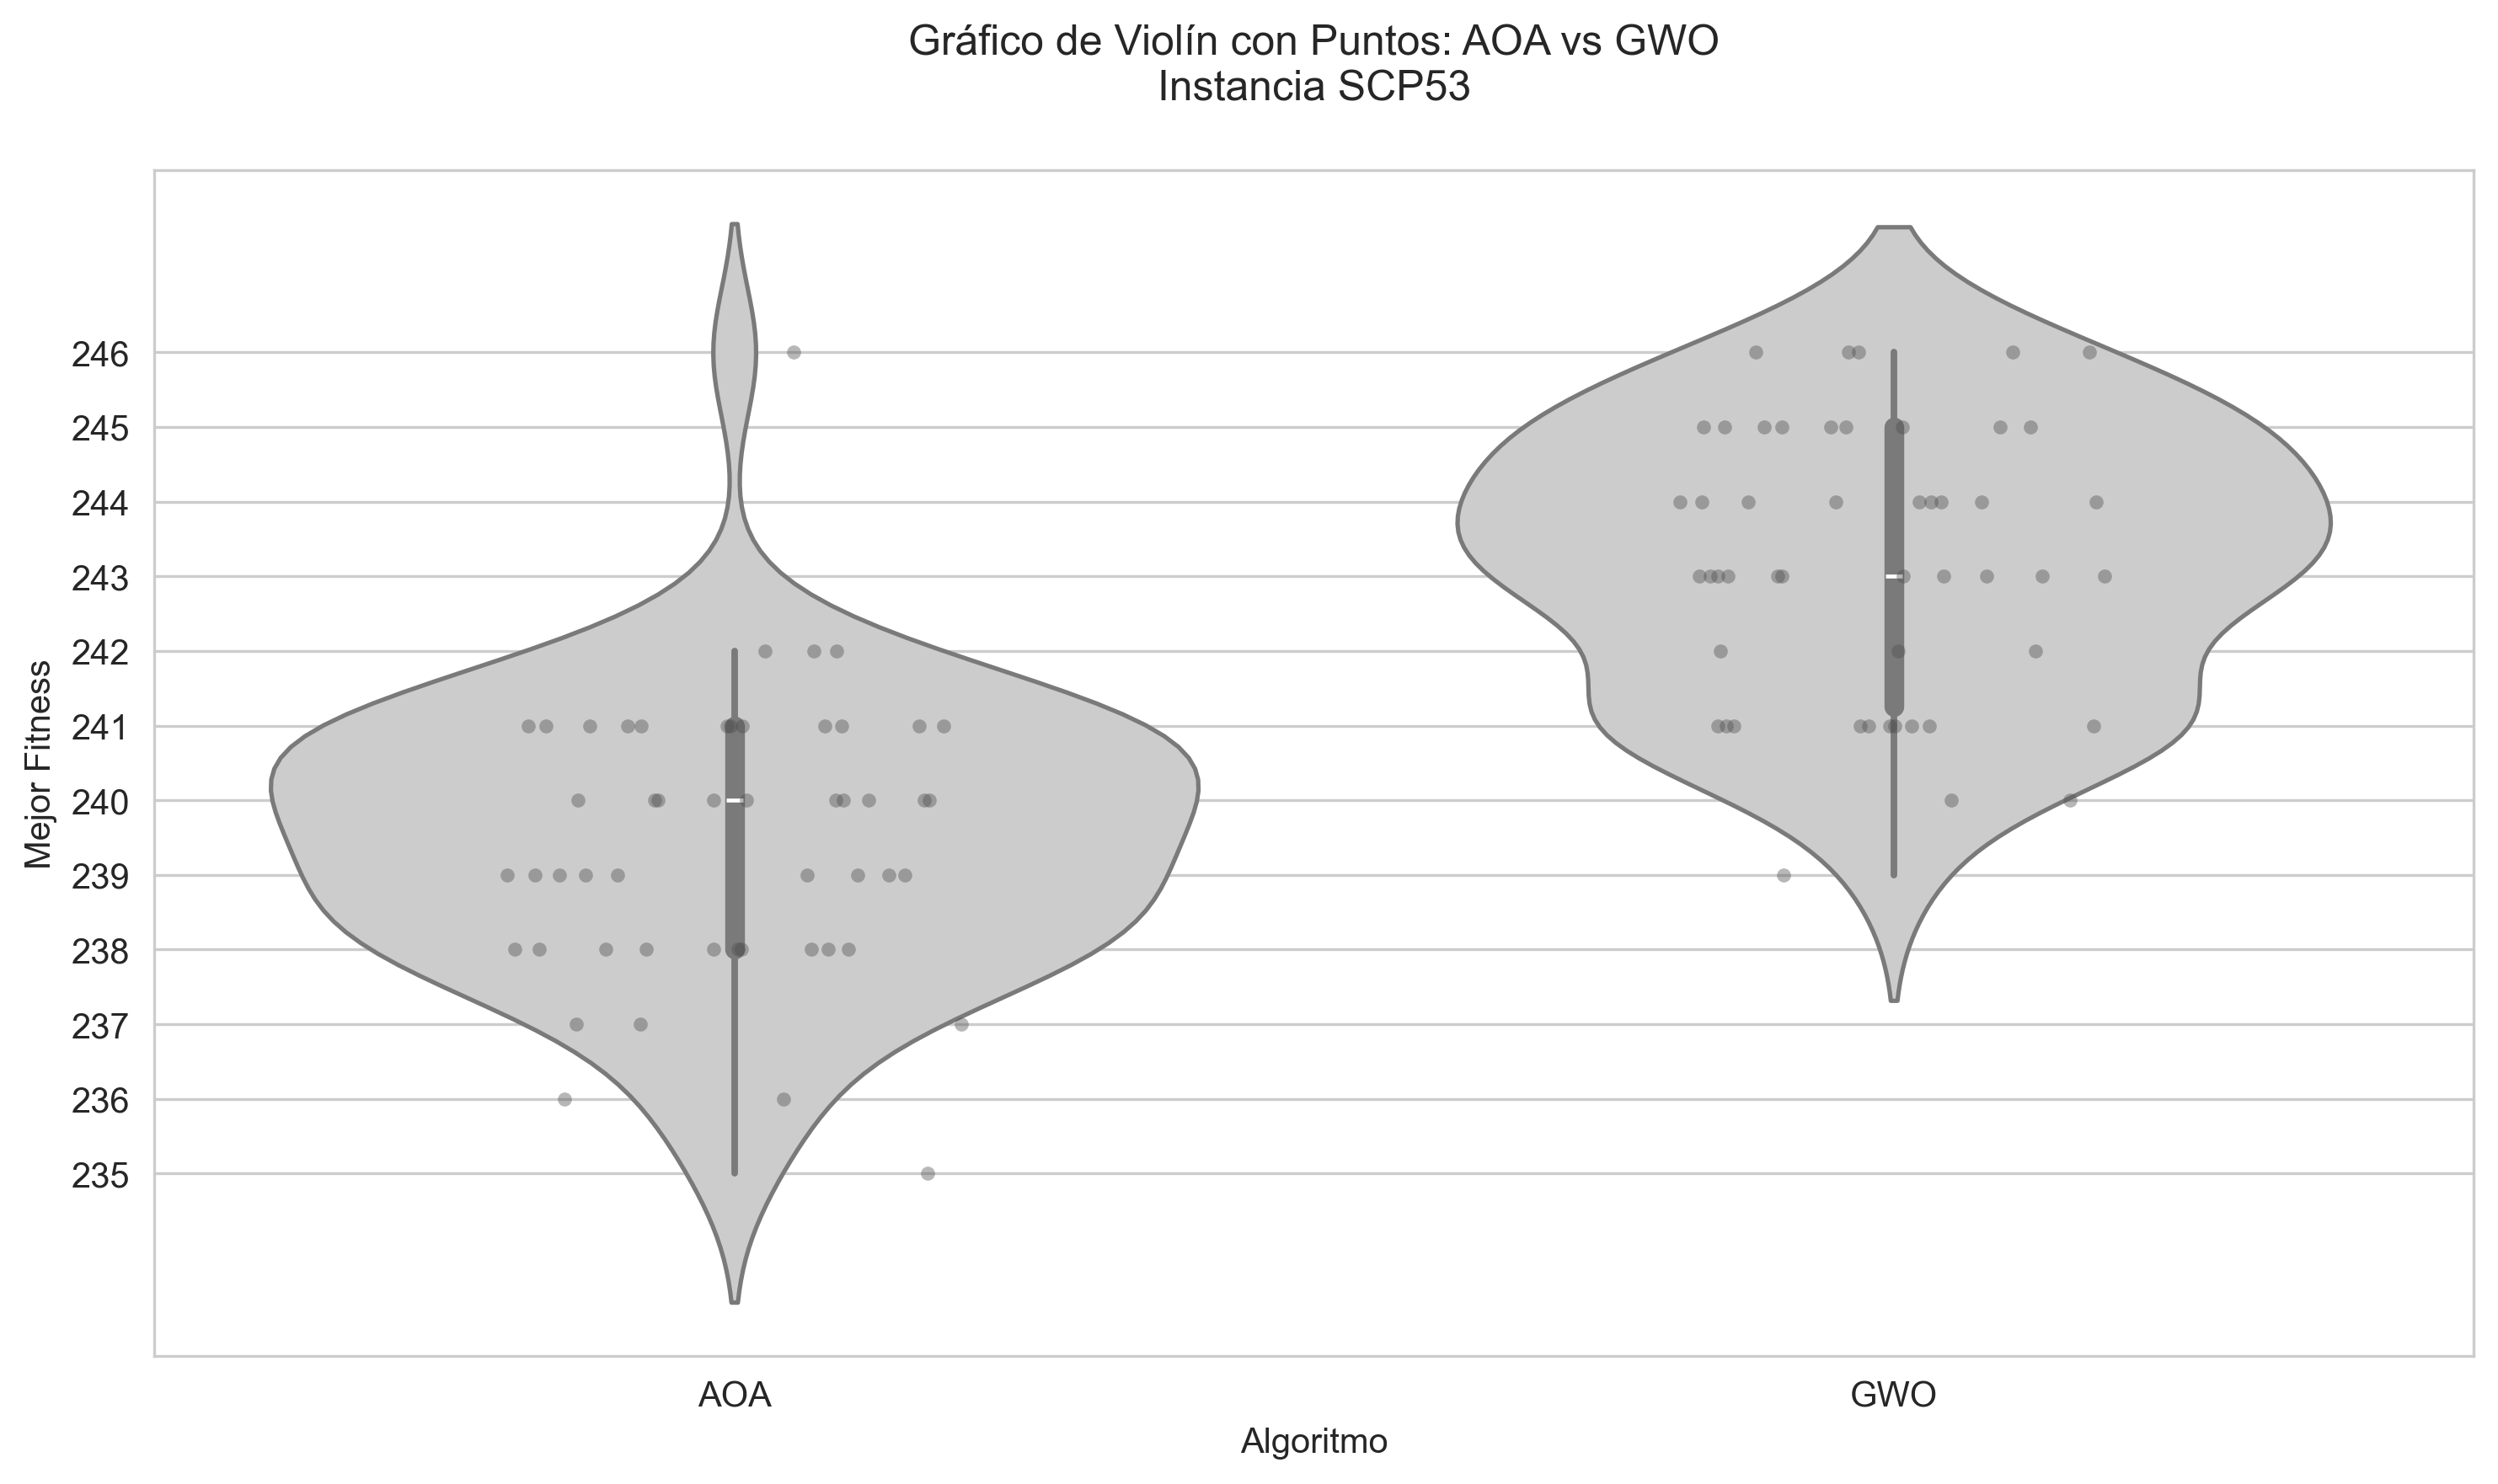 Gráfico de Violín con Puntos: AOA vs GWO
Instancia SCP53
246
245
244
243
242
241
240
239
238
237
236
235
Mejor Fitness
AOA
GWO
Algoritmo